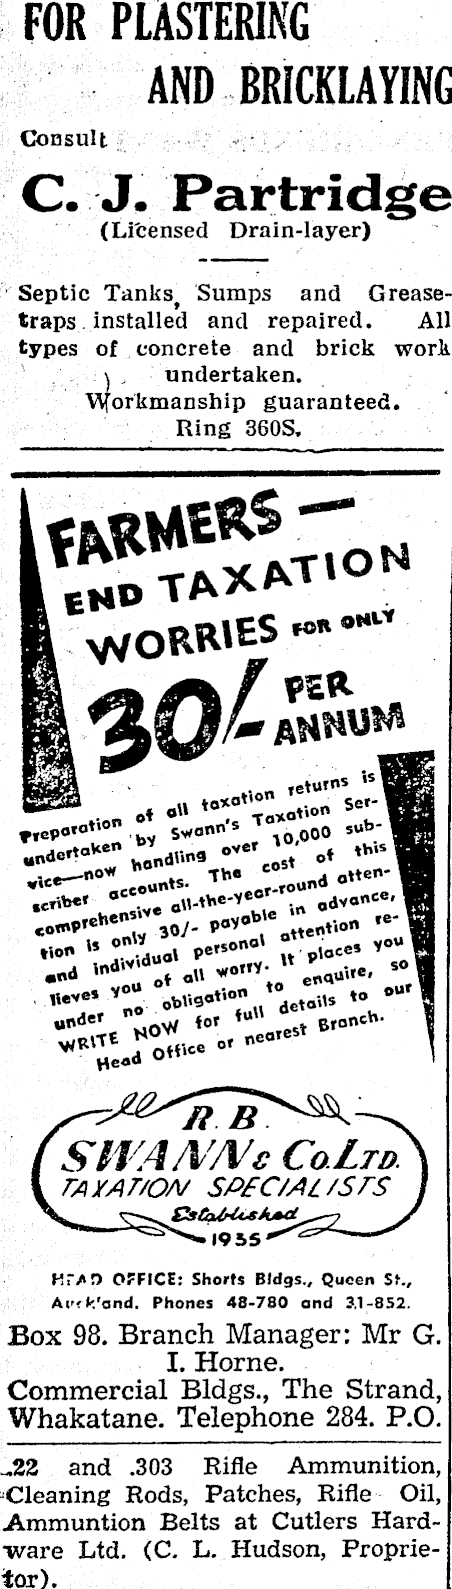 FOR PLASTERING
AND BRICKLAYING
Consult
C. J. Partridge
(Licensed Drain-layer)
Septic Tanks, Sumps and Grease-
traps installed and repaired. All
types of concrete and brick work
undertaken.
Workmanship guaranteed.
Ring 360S.
FARMERS —
END TAXATION
WORRIES FOR ONLY
30/- PER
ANNUM
Preparation of all taxation returns is
undertaken by Swann's Taxation Ser-
vice—now handling over 10,000 sub-
scriber accounts. The cost of this
comprehensive all-the-year-round atten-
tion is only 30/- payable in advance,
and individual personal attention re-
lieves you of all worry. It places you
under no obligation to enquire, so
WRITE NOW for full details to our
Head Office or nearest Branch.
R. B.
SWANN & CO. LTD.
TAXATION SPECIALISTS
Established
1935
HEAD OFFICE: Shorts Bldgs., Queen St.,
Auckland. Phones 48-780 and 31-852.
Box 98. Branch Manager: Mr G.
I. Horne.
Commercial Bldgs., The Strand,
Whakatane. Telephone 284. P.O.
.22 and .303 Rifle Ammunition,
Cleaning Rods, Patches, Rifle Oil,
Ammuntion Belts at Cutlers Hard-
ware Ltd. (C. L. Hudson, Proprie-
tor).